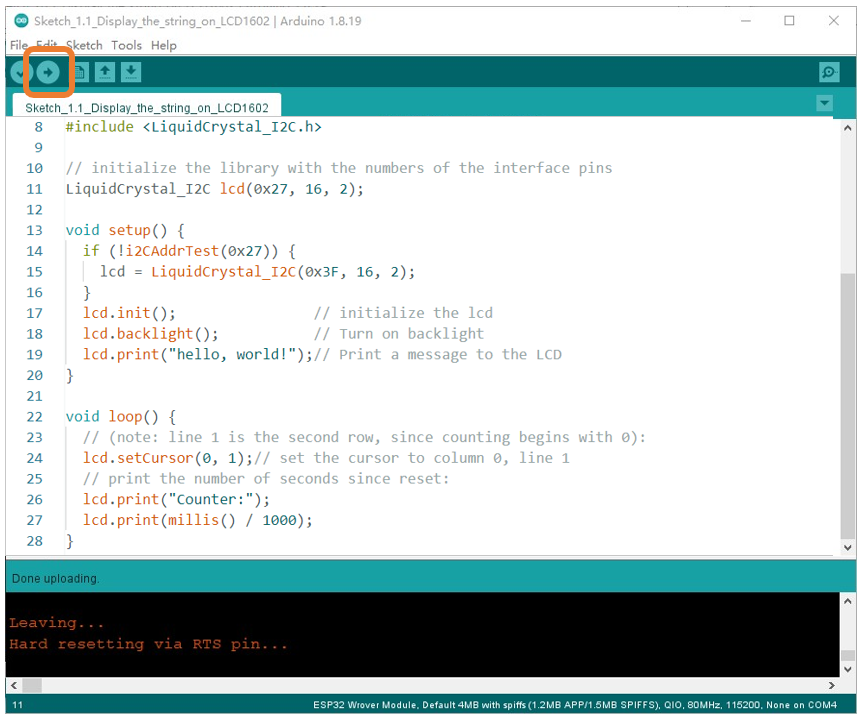 Sketch_1.1_Display_the_string_on_LCD1602 | Arduino 1.8.19
File Edit Sketch Tools Help
Sketch_1.1_Display_the_string_on_LCD1602
8 #include <LiquidCrystal_I2C.h>
9
10 // initialize the library with the numbers of the interface pins
11 LiquidCrystal_I2C lcd(0x27, 16, 2);
12
13 void setup() {
14   if (!i2CAddrTest(0x27)) {
15     lcd = LiquidCrystal_I2C(0x3F, 16, 2);
16   }
17   lcd.init();                // initialize the lcd
18   lcd.backlight();           // Turn on backlight
19   lcd.print("hello, world!");// Print a message to the LCD
20 }
21
22 void loop() {
23   // (note: line 1 is the second row, since counting begins with 0):
24   lcd.setCursor(0, 1);// set the cursor to column 0, line 1
25   // print the number of seconds since reset:
26   lcd.print("Counter:");
27   lcd.print(millis() / 1000);
28 }
Done uploading.
Leaving...
Hard resetting via RTS pin...
11 ESP32 Wrover Module, Default 4MB with spiffs (1.2MB APP/1.5MB SPIFFS), QIO, 80MHz, 115200, None on COM4